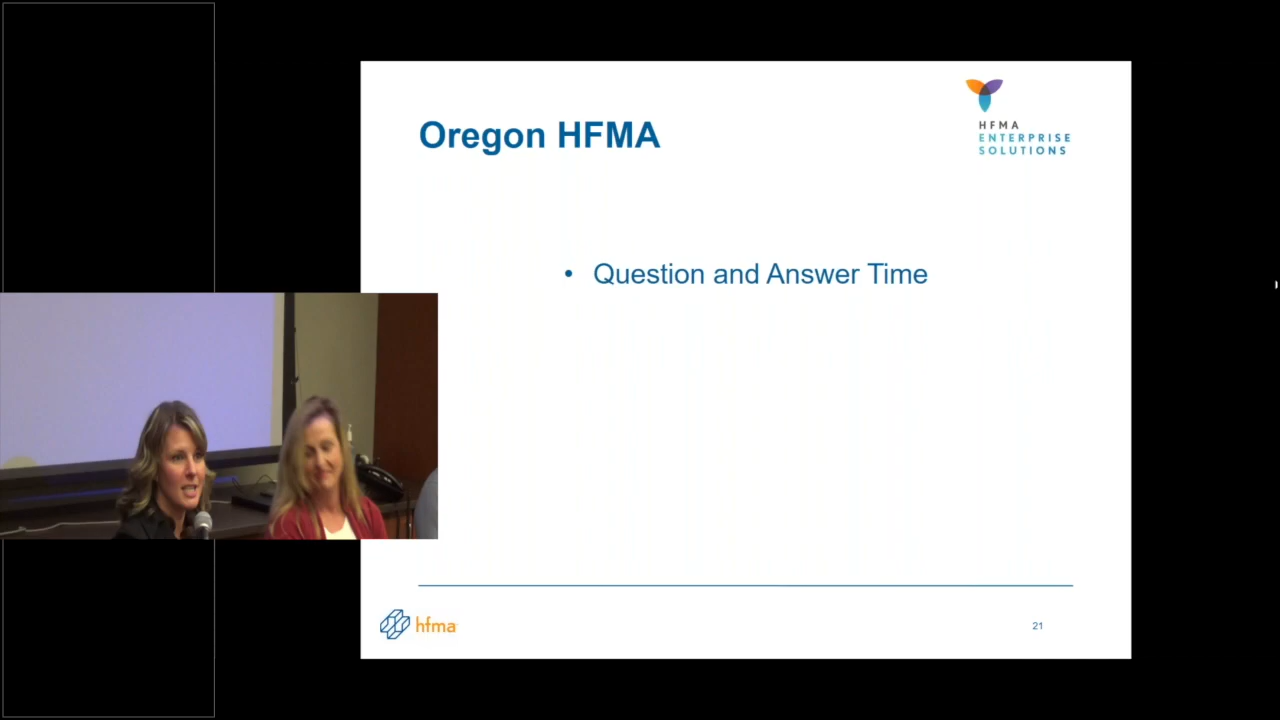 Oregon HFMA
HFMA
ENTERPRISE
SOLUTIONS
• Question and Answer Time
hfma
21